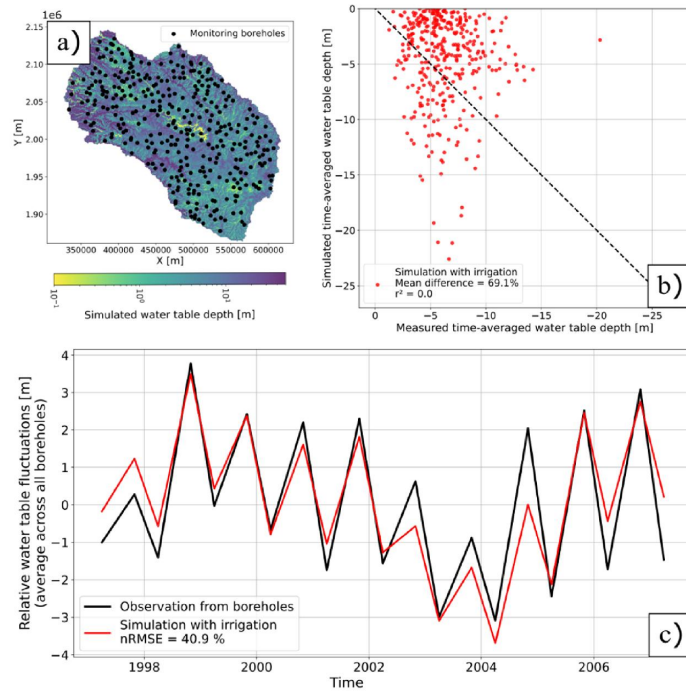 a)
1e6
Monitoring boreholes
2.15
2.10
2.05
2.00
1.95
1.90
Y [m]
350000 400000 450000 500000 550000 600000
X [m]
10⁻¹ 10⁰ 10¹
Simulated water table depth [m]
0
−5
−10
−15
−20
−25
Simulated time-averaged water table depth [m]
Simulation with irrigation
Mean difference = 69.1%
r² = 0.0
b)
0 −5 −10 −15 −20 −25
Measured time-averaged water table depth [m]
4
3
2
1
0
−1
−2
−3
−4
Relative water table fluctuations [m]
(average across all boreholes)
Observation from boreholes
Simulation with irrigation
nRMSE = 40.9 %
c)
1998 2000 2002 2004 2006
Time